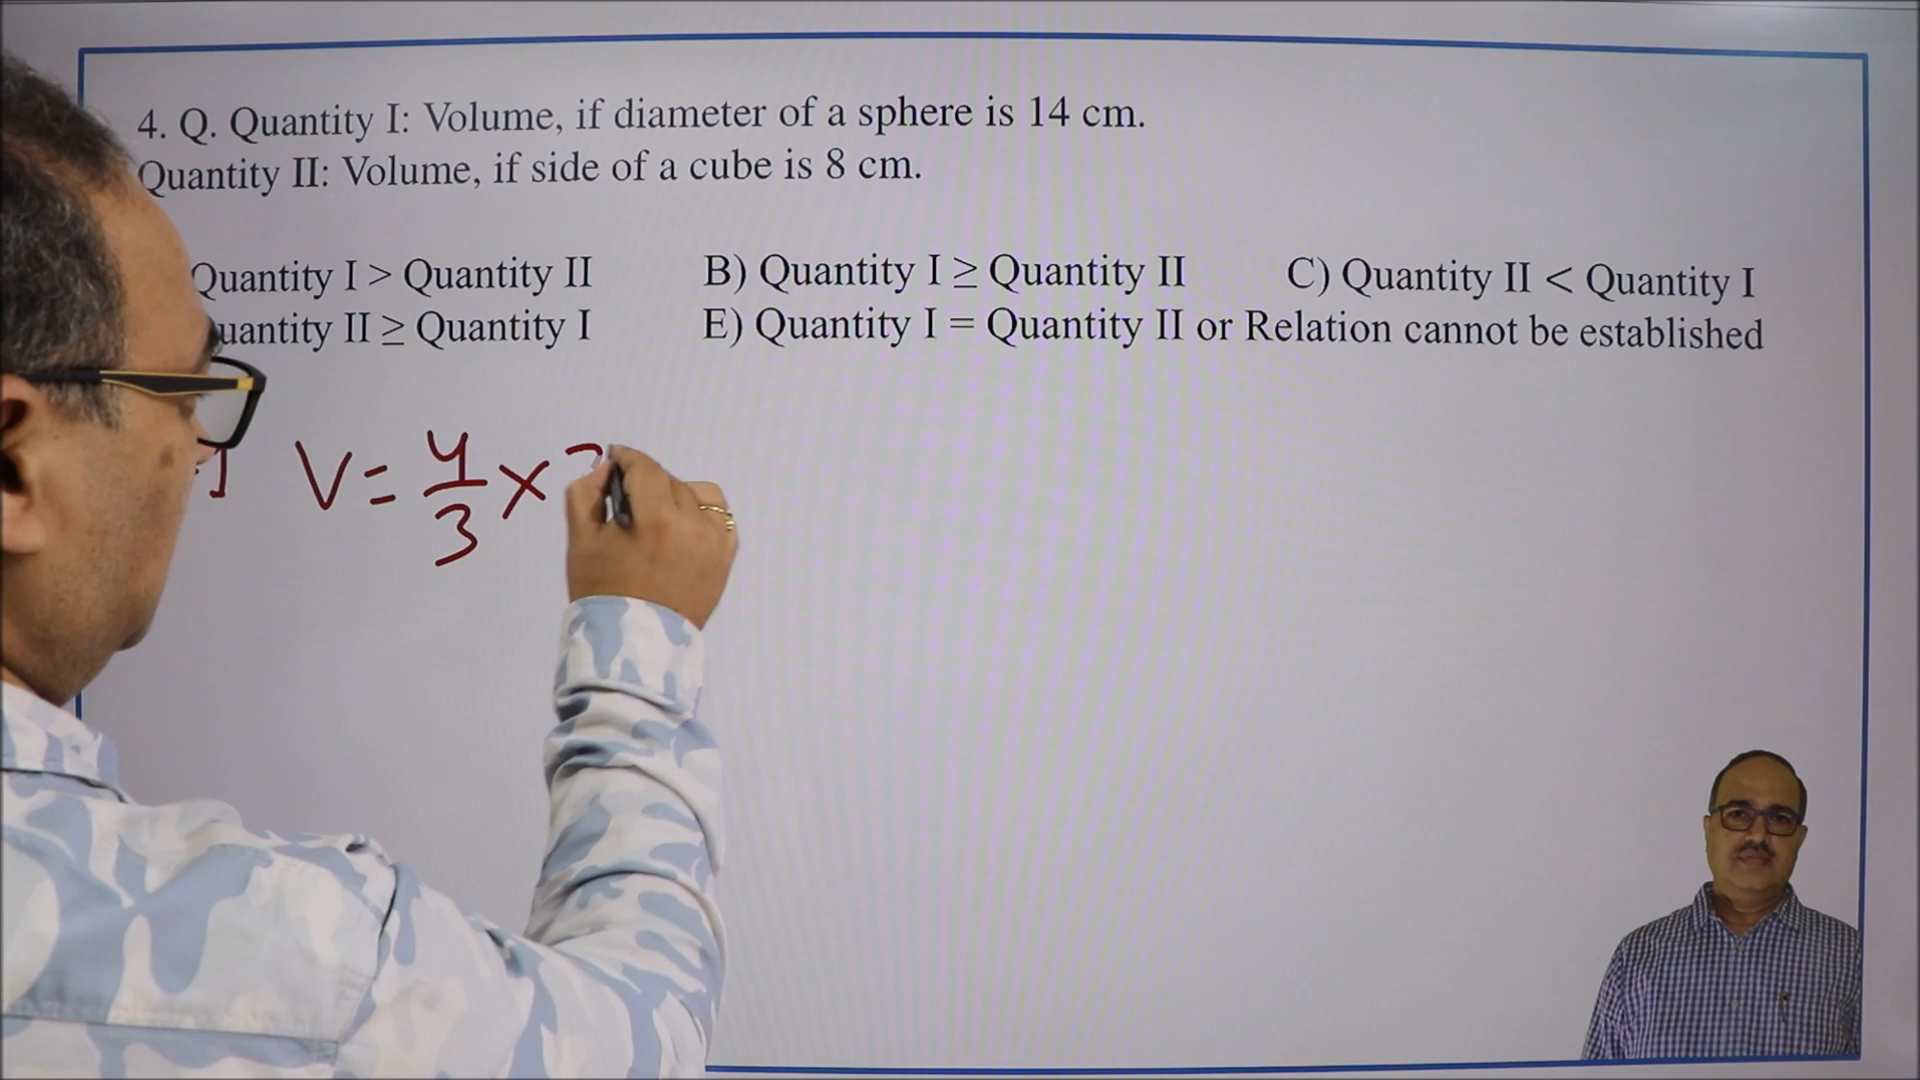 4. Q. Quantity I: Volume, if diameter of a sphere is 14 cm.
Quantity II: Volume, if side of a cube is 8 cm.
Quantity I > Quantity II B) Quantity I ≥ Quantity II C) Quantity II < Quantity I
uantity II ≥ Quantity I E) Quantity I = Quantity II or Relation cannot be established
V = 4/3 x